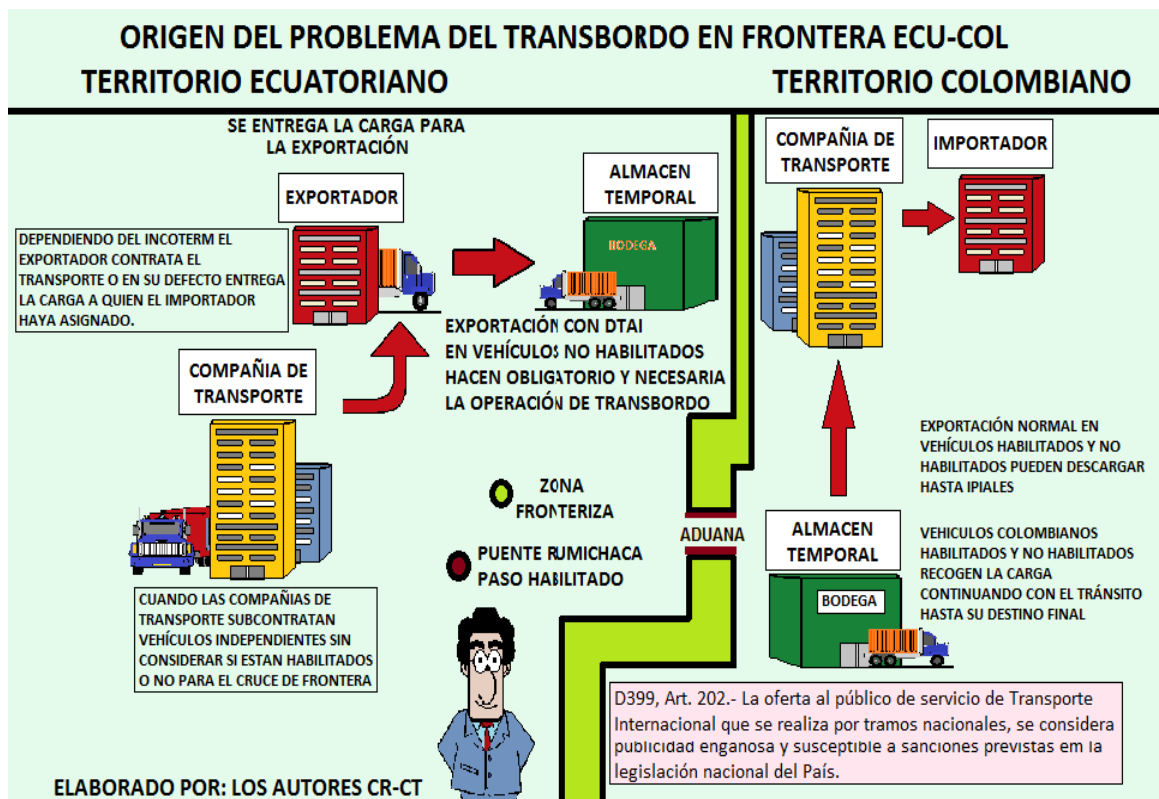 ORIGEN DEL PROBLEMA DEL TRANSBORDO EN FRONTERA ECU-COL
TERRITORIO ECUATORIANO
TERRITORIO COLOMBIANO
SE ENTREGA LA CARGA PARA
LA EXPORTACIÓN
EXPORTADOR
ALMACEN
TEMPORAL
BODEGA
DEPENDIENDO DEL INCOTERM EL
EXPORTADOR CONTRATA EL
TRANSPORTE O EN SU DEFECTO ENTREGA
LA CARGA A QUIEN EL IMPORTADOR
HAYA ASIGNADO.
EXPORTACIÓN CON DTAI
EN VEHÍCULOS NO HABILITADOS
HACEN OBLIGATORIO Y NECESARIA
LA OPERACIÓN DE TRANSBORDO
COMPAÑIA DE
TRANSPORTE
CUANDO LAS COMPAÑIAS DE
TRANSPORTE SUBCONTRATAN
VEHÍCULOS INDEPENDIENTES SIN
CONSIDERAR SI ESTAN HABILITADOS
O NO PARA EL CRUCE DE FRONTERA
ZONA
FRONTERIZA
PUENTE RUMICHACA
PASO HABILITADO
ADUANA
COMPAÑIA DE
TRANSPORTE
IMPORTADOR
EXPORTACIÓN NORMAL EN
VEHÍCULOS HABILITADOS Y NO
HABILITADOS PUEDEN DESCARGAR
HASTA IPIALES
ALMACEN
TEMPORAL
BODEGA
VEHICULOS COLOMBIANOS
HABILITADOS Y NO HABILITADOS
RECOGEN LA CARGA
CONTINUANDO CON EL TRÁNSITO
HASTA SU DESTINO FINAL
D399, Art. 202.- La oferta al público de servicio de Transporte
Internacional que se realiza por tramos nacionales, se considera
publicidad enganosa y susceptible a sanciones previstas em la
legislación nacional del País.
ELABORADO POR: LOS AUTORES CR-CT